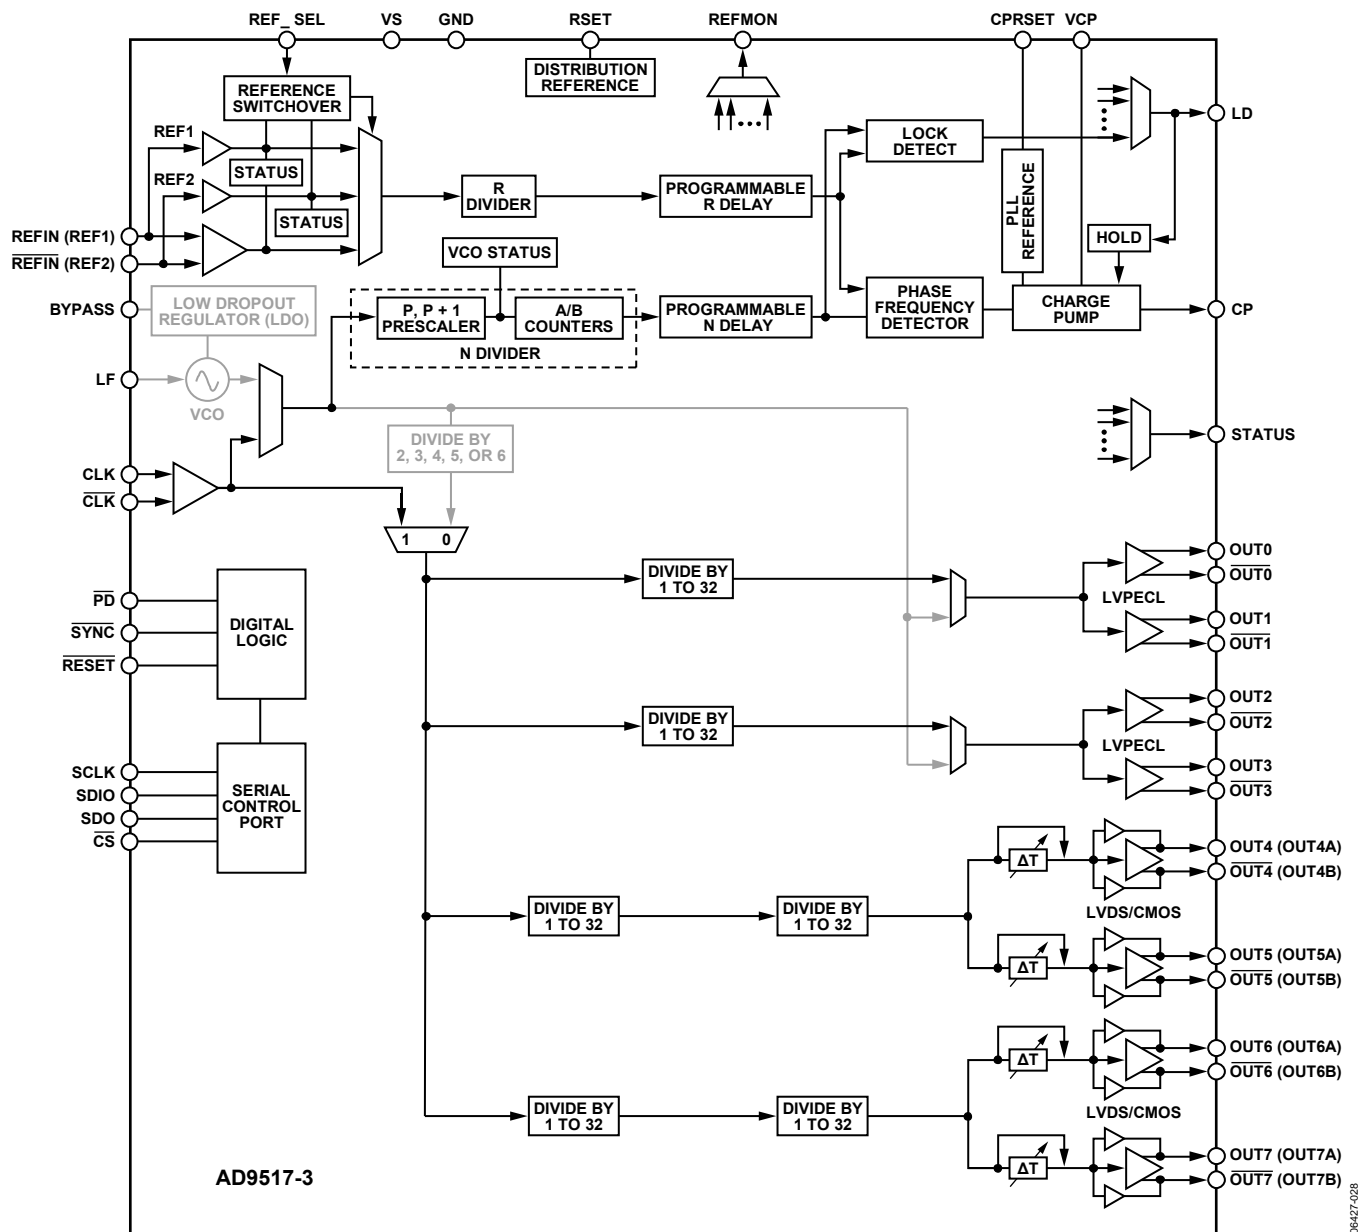 REF_ SEL VS GND RSET REFMON CPRSET VCP
DISTRIBUTION
REFERENCE
REFERENCE
SWITCHOVER
LD
REF1
LOCK
DETECT
STATUS
REF2
R
DIVIDER
PROGRAMMABLE
R DELAY
STATUS
PLL
REFERENCE
HOLD
REFIN (REF1)
REFIN (REF2)
VCO STATUS
BYPASS
LOW DROPOUT
REGULATOR (LDO)
P, P + 1
PRESCALER
A/B
COUNTERS
PROGRAMMABLE
N DELAY
PHASE
FREQUENCY
DETECTOR
CHARGE
PUMP
CP
N DIVIDER
LF
VCO
DIVIDE BY
2, 3, 4, 5, OR 6
STATUS
CLK
CLK
1 0
DIVIDE BY
1 TO 32
OUT0
OUT0
LVPECL
OUT1
OUT1
PD
SYNC
RESET
DIGITAL
LOGIC
DIVIDE BY
1 TO 32
OUT2
OUT2
LVPECL
OUT3
OUT3
SCLK
SDIO
SDO
CS
SERIAL
CONTROL
PORT
ΔT
OUT4 (OUT4A)
OUT4 (OUT4B)
DIVIDE BY
1 TO 32
DIVIDE BY
1 TO 32
LVDS/CMOS
ΔT
OUT5 (OUT5A)
OUT5 (OUT5B)
ΔT
OUT6 (OUT6A)
OUT6 (OUT6B)
DIVIDE BY
1 TO 32
DIVIDE BY
1 TO 32
LVDS/CMOS
ΔT
OUT7 (OUT7A)
OUT7 (OUT7B)
AD9517-3
06427-028